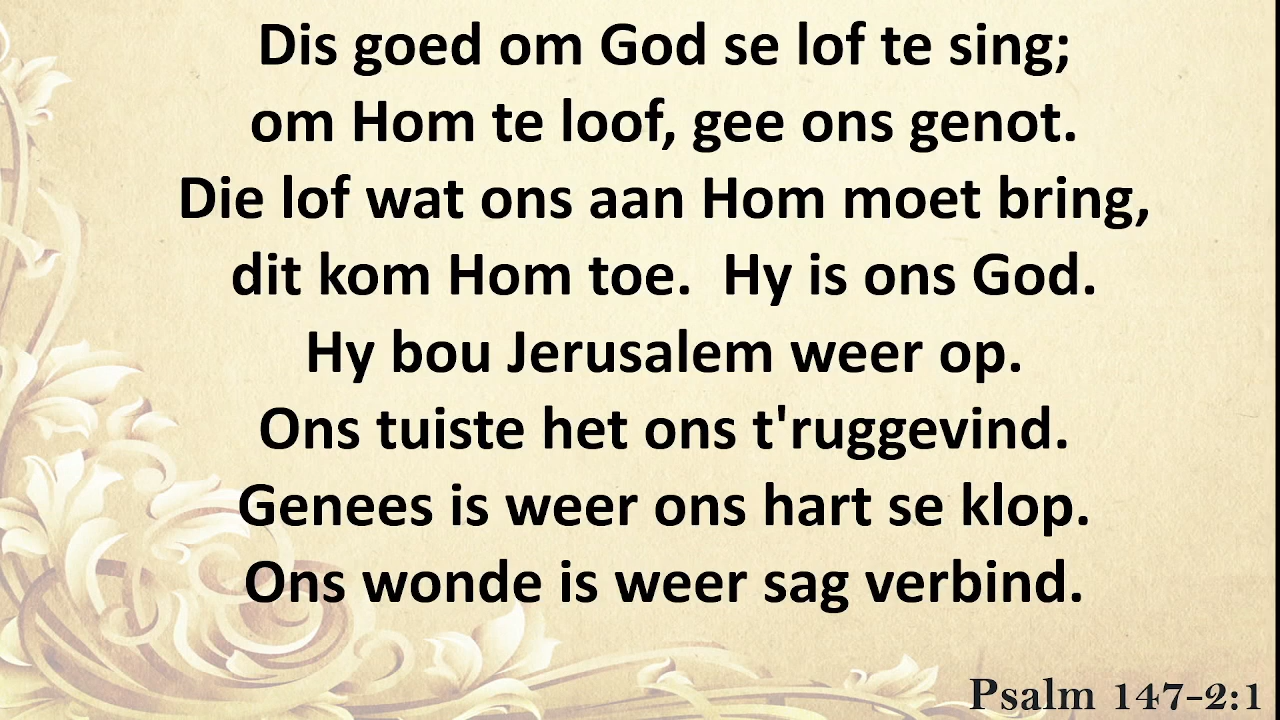 Dis goed om God se lof te sing;
om Hom te loof, gee ons genot.
Die lof wat ons aan Hom moet bring,
dit kom Hom toe.  Hy is ons God.
Hy bou Jerusalem weer op.
Ons tuiste het ons t'ruggevind.
Genees is weer ons hart se klop.
Ons wonde is weer sag verbind.
Psalm 147-2:1